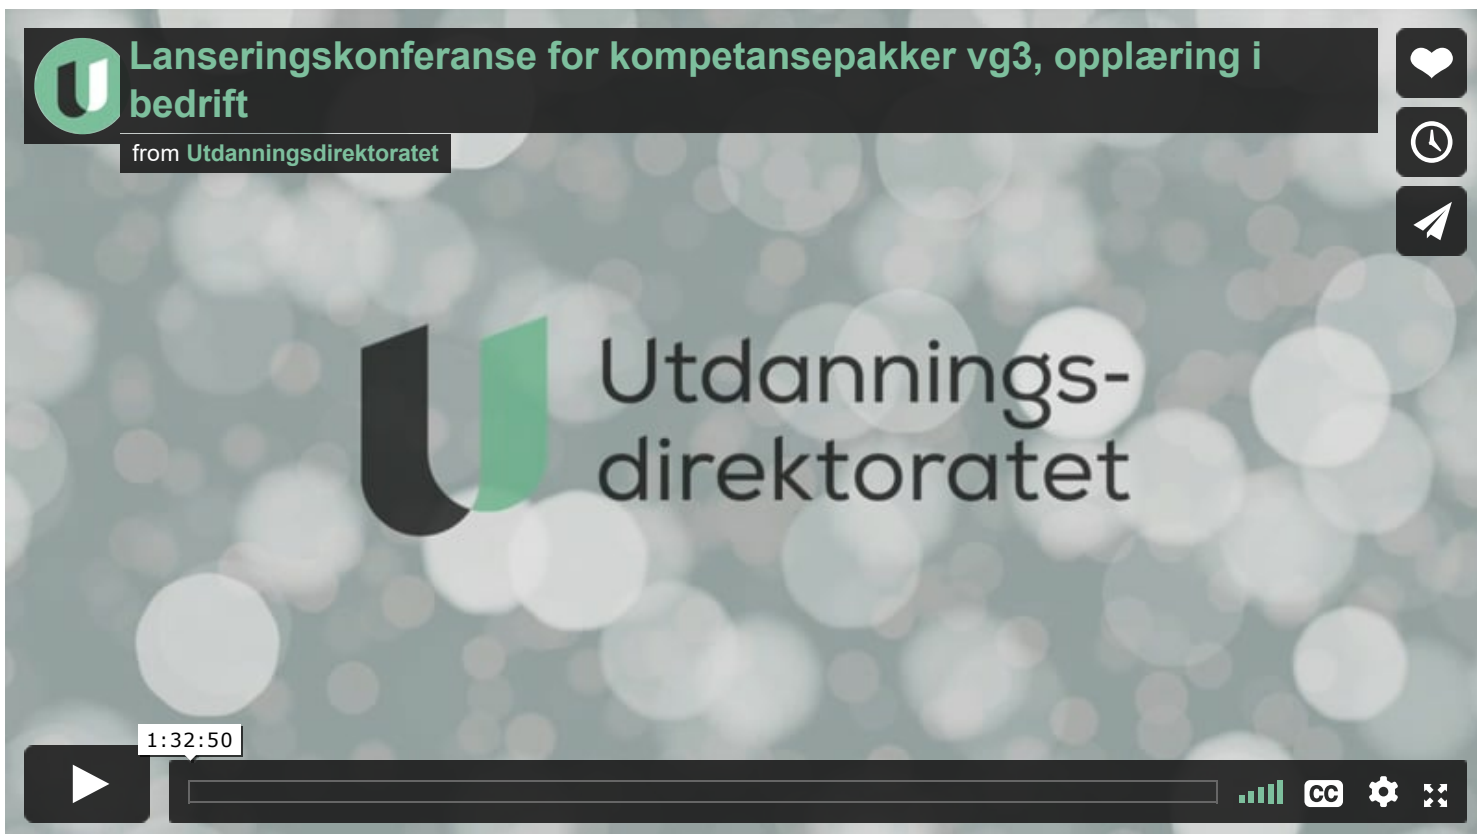 Lanseringskonferanse for kompetansepakker vg3, opplæring i
bedrift
from Utdanningsdirektoratet
Utdannings-
direktoratet
1:32:50
CC